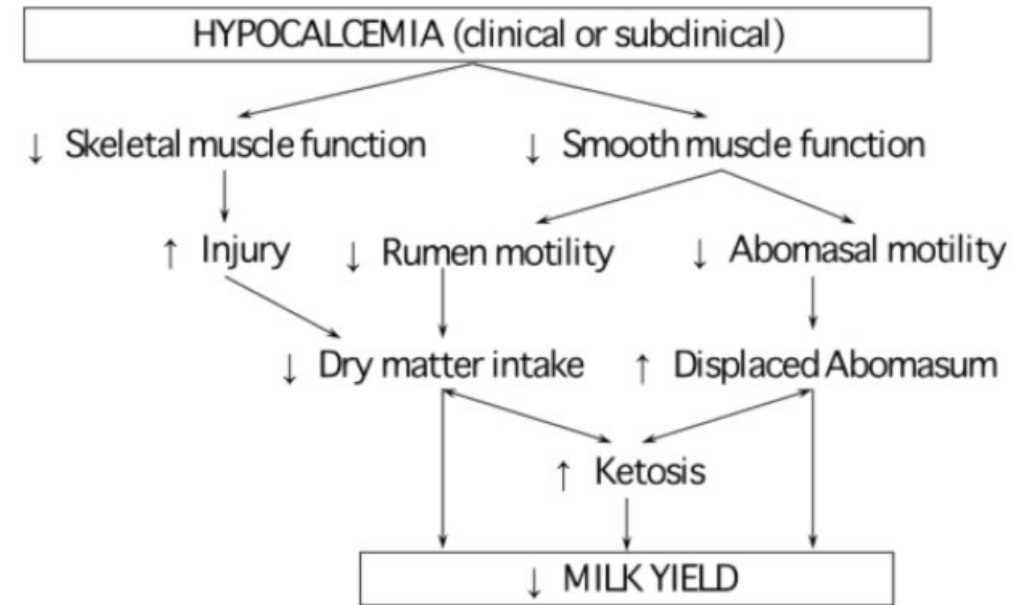 HYPOCALCEMIA (clinical or subclinical)
↓ Skeletal muscle function ↓ Smooth muscle function
↑ Injury ↓ Rumen motility ↓ Abomasal motility
↓ Dry matter intake ↑ Displaced Abomasum
↑ Ketosis
↓ MILK YIELD